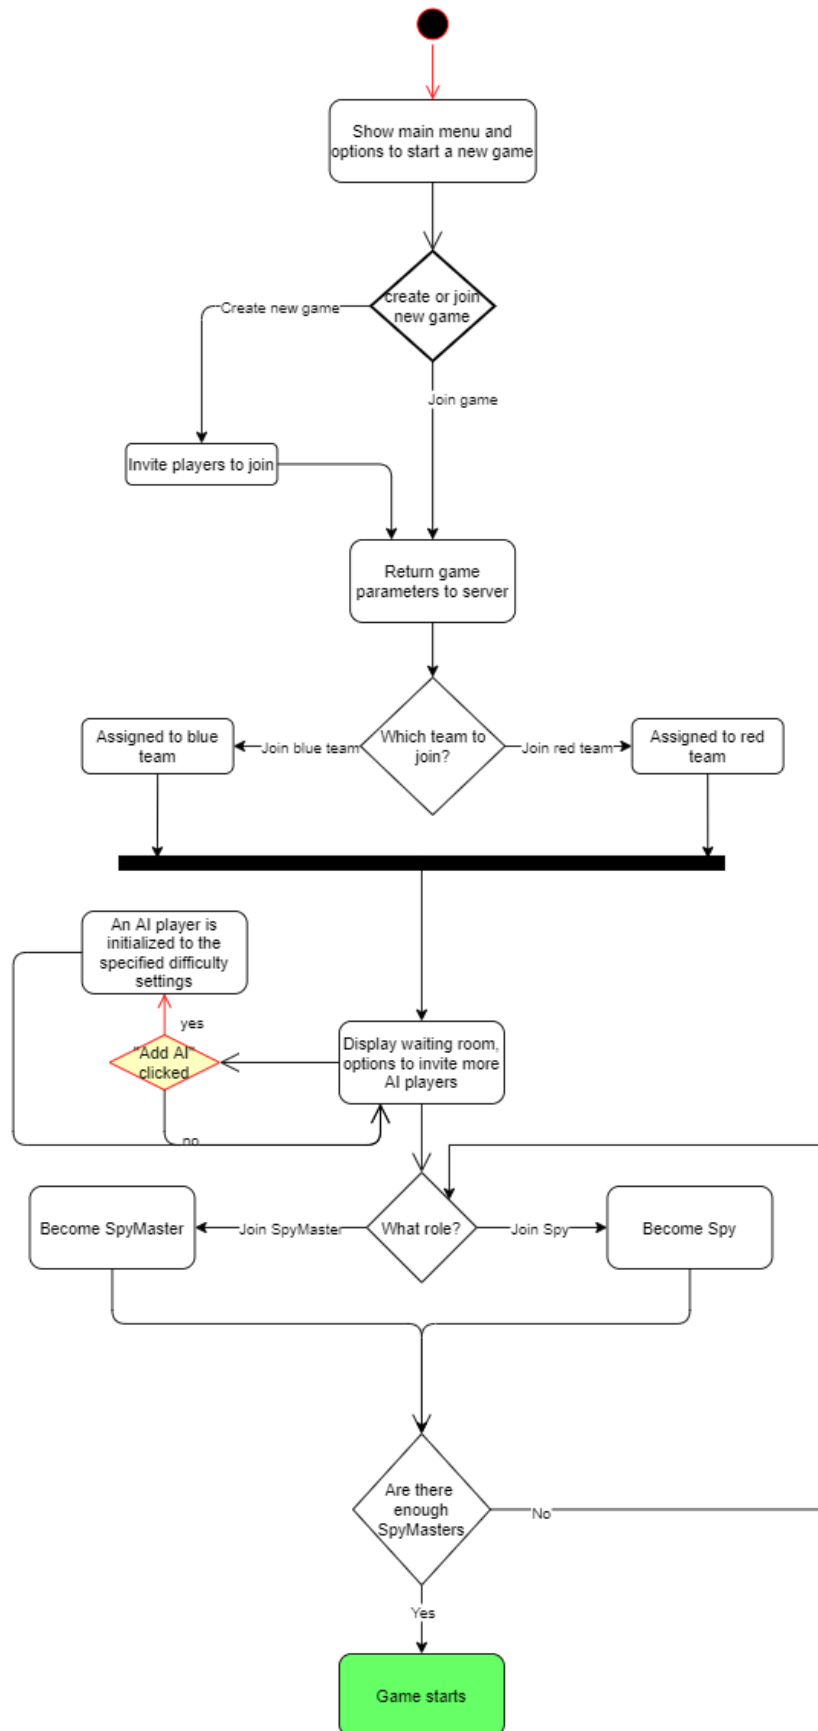 Show main menu and
options to start a new game
create or join
new game
Create new game
Join game
Invite players to join
Return game
parameters to server
Which team to
join?
Join blue team
Join red team
Assigned to blue
team
Assigned to red
team
An AI player is
initialized to the
specified difficulty
settings
yes
"Add AI"
clicked
no
Display waiting room,
options to invite more
AI players
What role?
Join SpyMaster
Join Spy
Become SpyMaster
Become Spy
Are there
enough
SpyMasters
No
Yes
Game starts